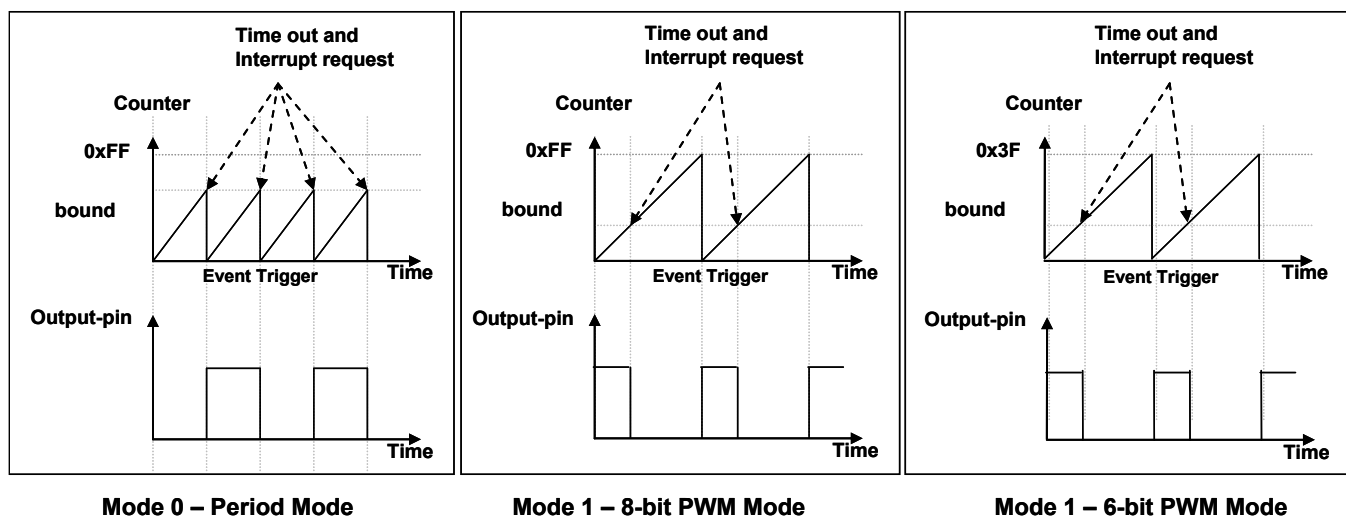 Time out and
Interrupt request
Counter
0xFF
bound
Event Trigger
Time
Output-pin
Time
Mode 0 – Period Mode
Time out and
Interrupt request
Counter
0xFF
bound
Event Trigger
Time
Output-pin
Time
Mode 1 – 8-bit PWM Mode
Time out and
Interrupt request
Counter
0x3F
bound
Event Trigger
Time
Output-pin
Time
Mode 1 – 6-bit PWM Mode